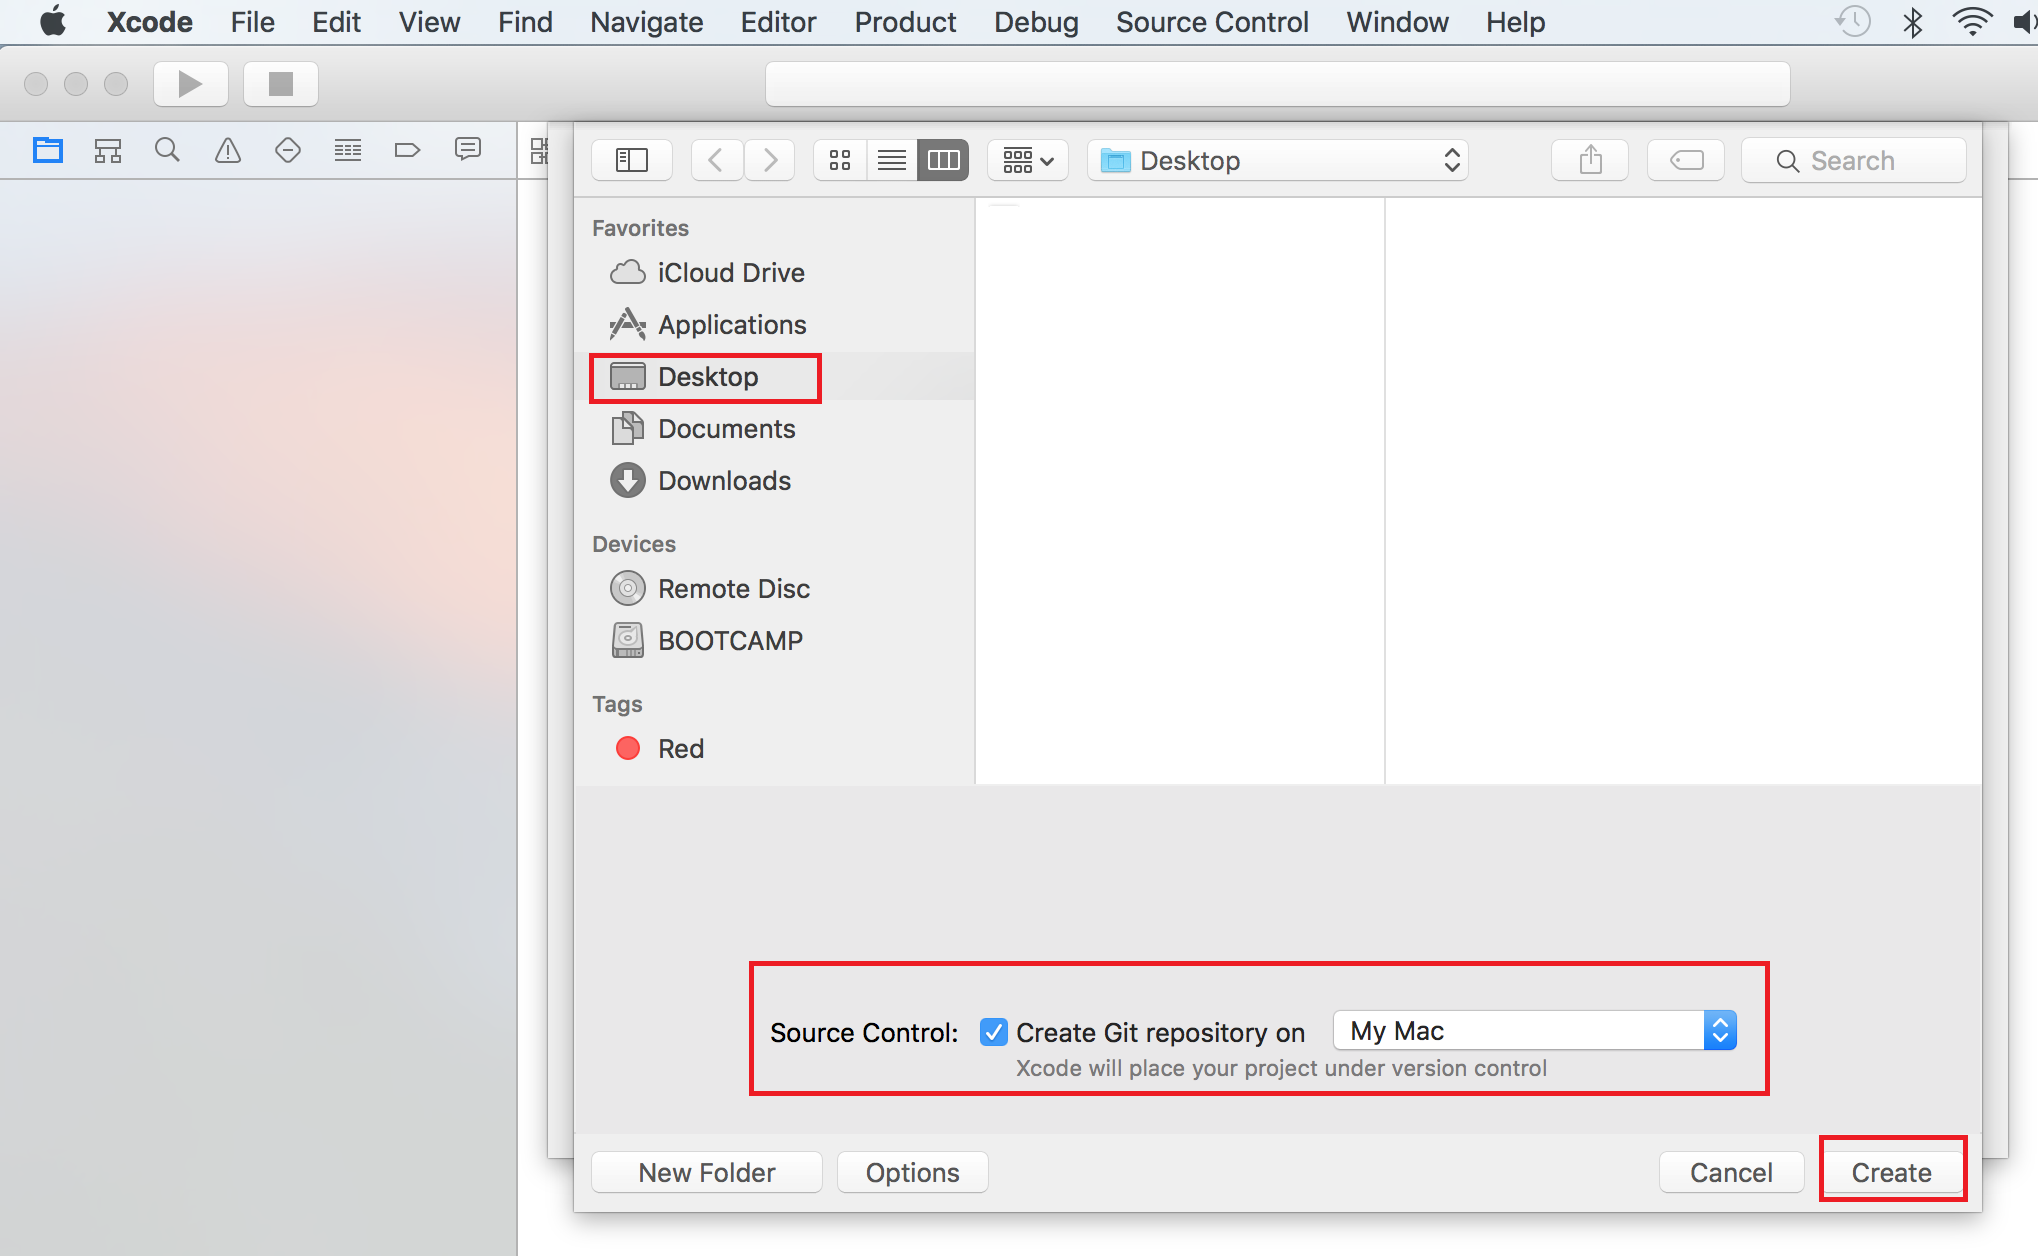 Xcode File Edit View Find Navigate Editor Product Debug Source Control Window Help
Desktop Search
Favorites
iCloud Drive
Applications
Desktop
Documents
Downloads
Devices
Remote Disc
BOOTCAMP
Tags
Red
Source Control: Create Git repository on My Mac
Xcode will place your project under version control
New Folder Options Cancel Create